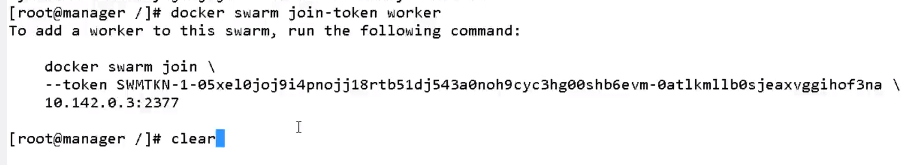 [root@manager /]# docker swarm join-token worker
To add a worker to this swarm, run the following command:
docker swarm join \
--token SWMTKN-1-05xel0joj9i4pnojj18rtb51dj543a0noh9cyc3hg00shb6evm-0atlkmllb0sjeaxvggihof3na \
10.142.0.3:2377
[root@manager /]# clear